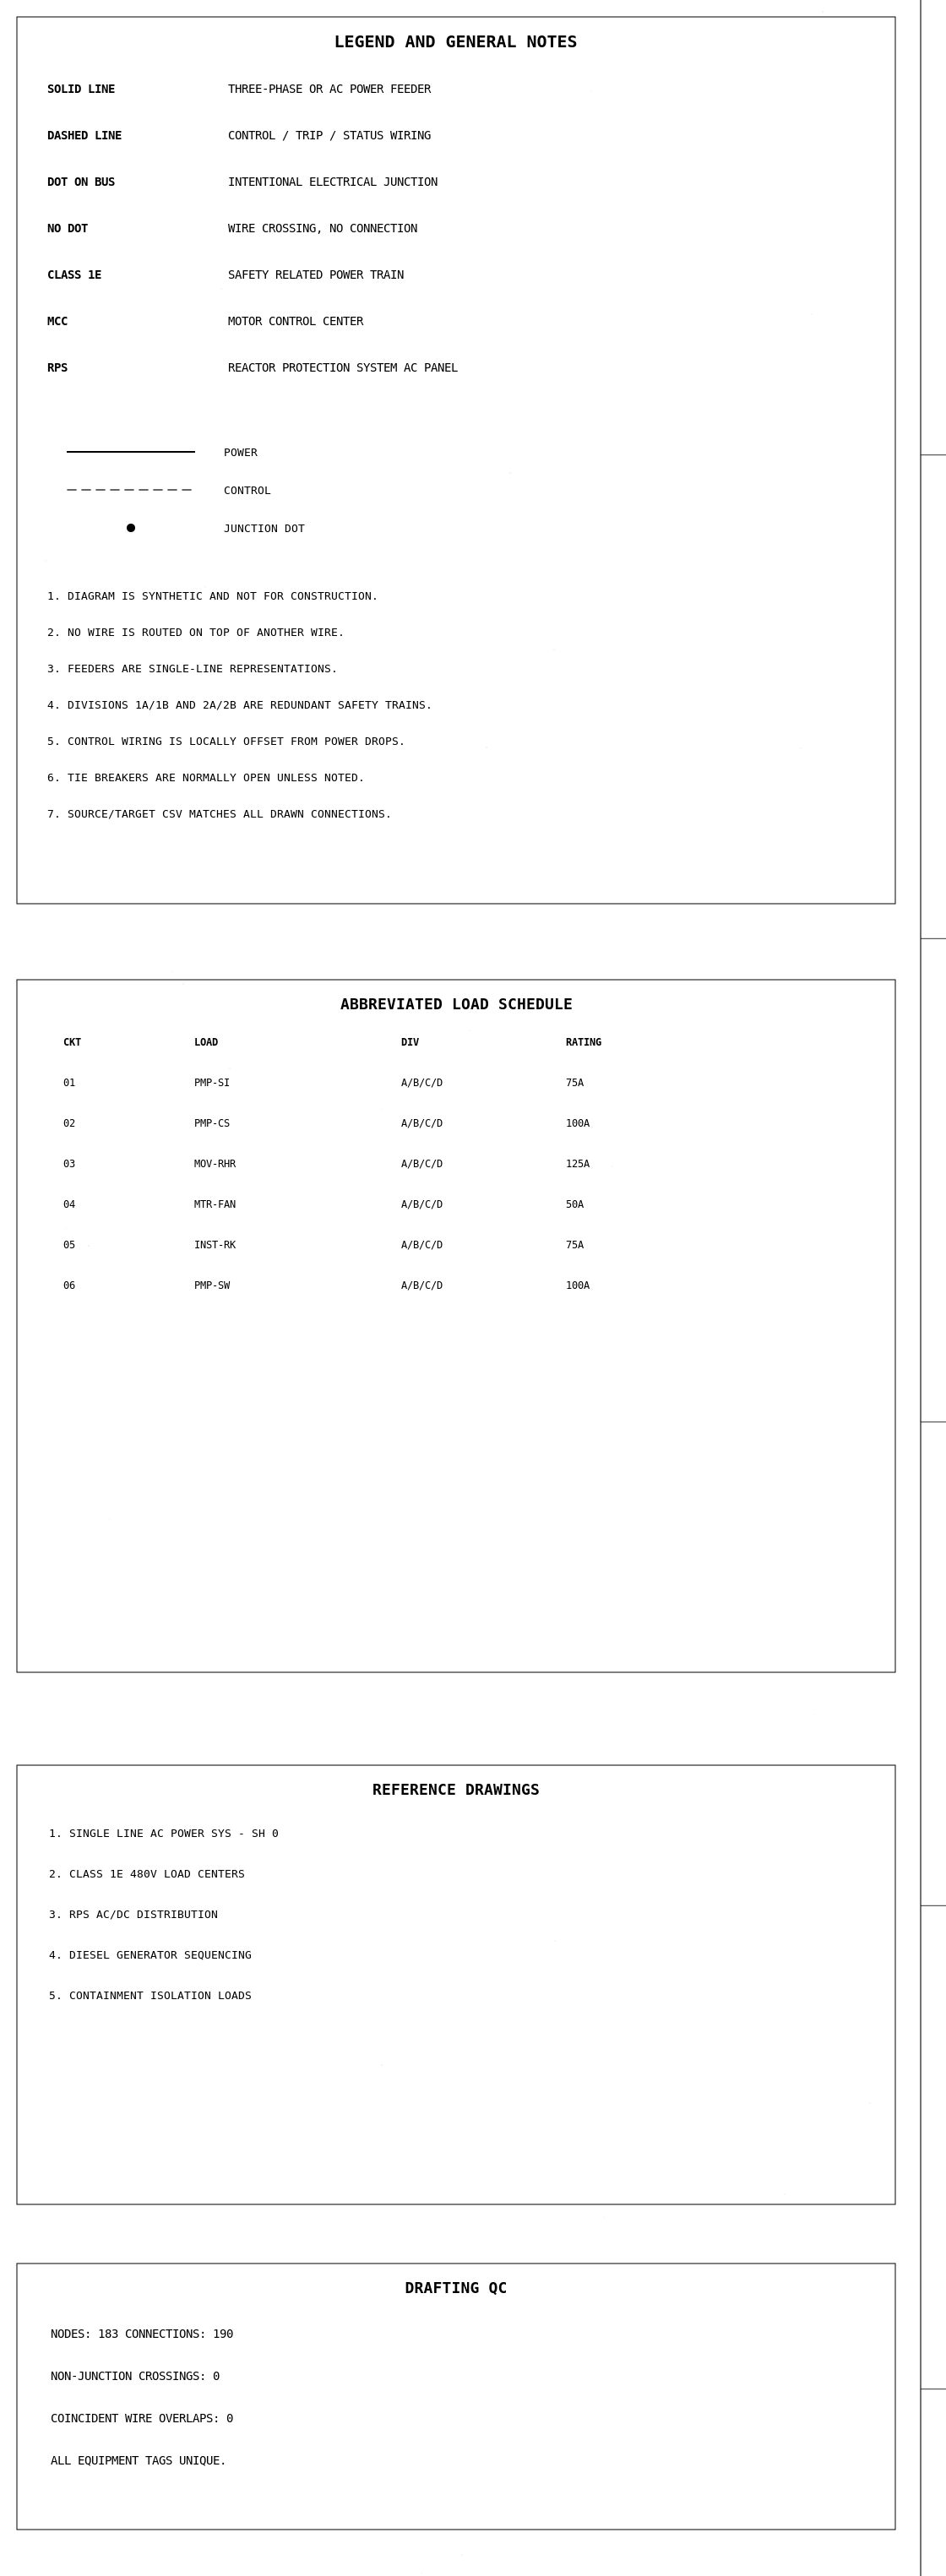 LEGEND AND GENERAL NOTES
SOLID LINE THREE-PHASE OR AC POWER FEEDER
DASHED LINE CONTROL / TRIP / STATUS WIRING
DOT ON BUS INTENTIONAL ELECTRICAL JUNCTION
NO DOT WIRE CROSSING, NO CONNECTION
CLASS 1E SAFETY RELATED POWER TRAIN
MCC MOTOR CONTROL CENTER
RPS REACTOR PROTECTION SYSTEM AC PANEL
POWER
CONTROL
JUNCTION DOT
1. DIAGRAM IS SYNTHETIC AND NOT FOR CONSTRUCTION.
2. NO WIRE IS ROUTED ON TOP OF ANOTHER WIRE.
3. FEEDERS ARE SINGLE-LINE REPRESENTATIONS.
4. DIVISIONS 1A/1B AND 2A/2B ARE REDUNDANT SAFETY TRAINS.
5. CONTROL WIRING IS LOCALLY OFFSET FROM POWER DROPS.
6. TIE BREAKERS ARE NORMALLY OPEN UNLESS NOTED.
7. SOURCE/TARGET CSV MATCHES ALL DRAWN CONNECTIONS.
ABBREVIATED LOAD SCHEDULE
CKT LOAD DIV RATING
01 PMP-SI A/B/C/D 75A
02 PMP-CS A/B/C/D 100A
03 MOV-RHR A/B/C/D 125A
04 MTR-FAN A/B/C/D 50A
05 INST-RK A/B/C/D 75A
06 PMP-SW A/B/C/D 100A
REFERENCE DRAWINGS
1. SINGLE LINE AC POWER SYS - SH 0
2. CLASS 1E 480V LOAD CENTERS
3. RPS AC/DC DISTRIBUTION
4. DIESEL GENERATOR SEQUENCING
5. CONTAINMENT ISOLATION LOADS
DRAFTING QC
NODES: 183 CONNECTIONS: 190
NON-JUNCTION CROSSINGS: 0
COINCIDENT WIRE OVERLAPS: 0
ALL EQUIPMENT TAGS UNIQUE.